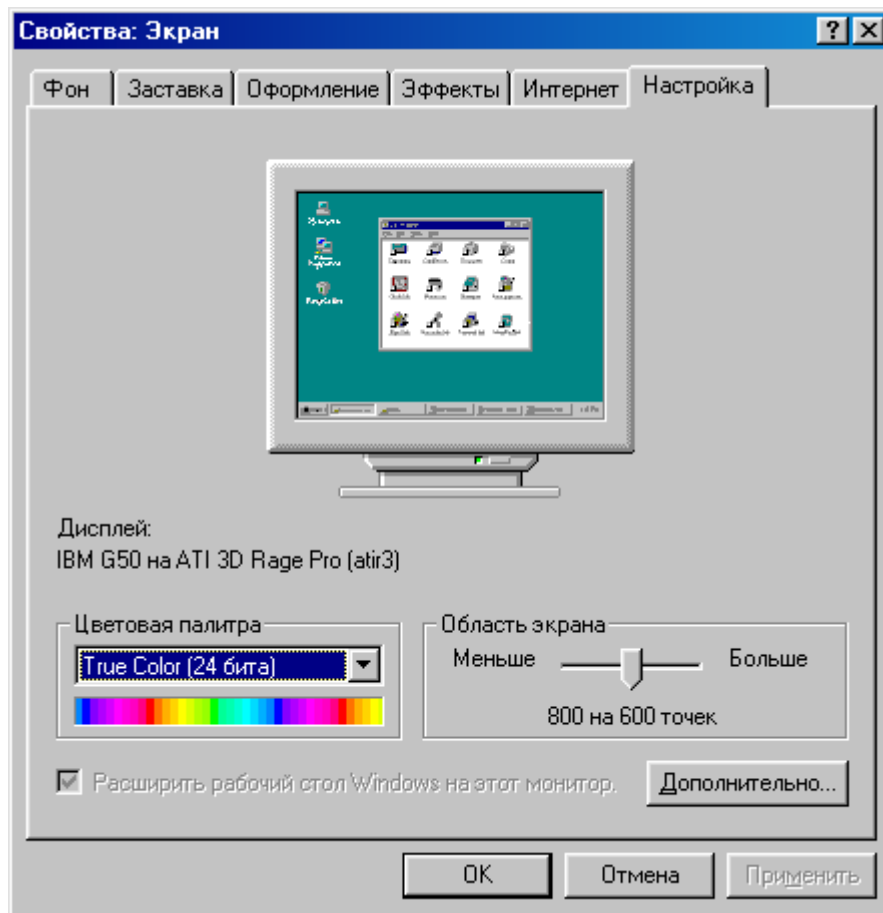 Свойства: Экран
Фон Заставка Оформление Эффекты Интернет Настройка
Дисплей:
IBM G50 на ATI 3D Rage Pro (atir3)
Цветовая палитра
True Color (24 бита)
Область экрана
Меньше Больше
800 на 600 точек
Расширить рабочий стол Windows на этот монитор.
Дополнительно...
OK Отмена Применить